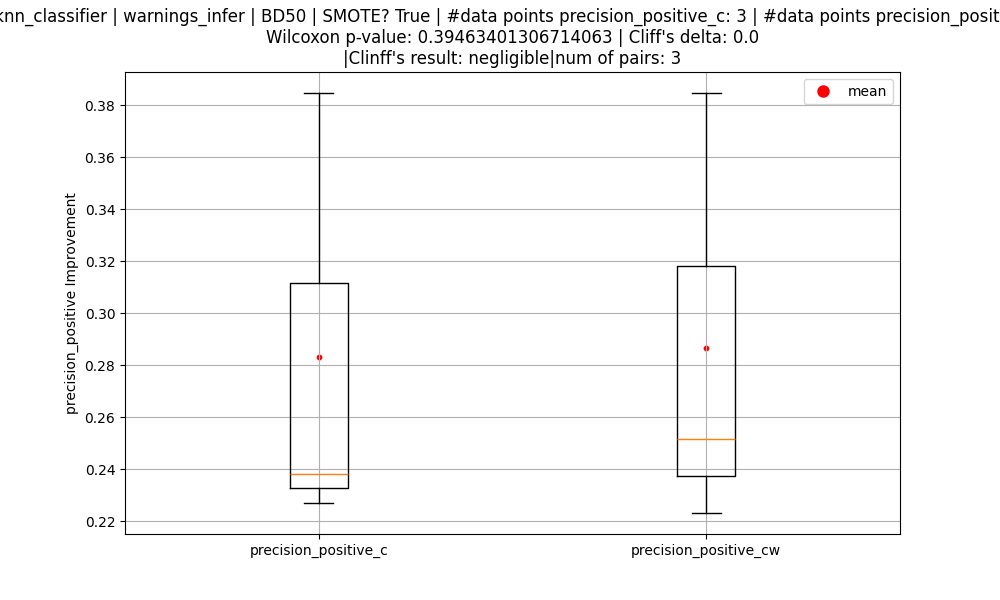 knn_classifier | warnings_infer | BD50 | SMOTE? True | #data points precision_positive_c: 3 | #data points precision_posit
Wilcoxon p-value: 0.39463401306714063 | Cliff's delta: 0.0
|Clinff's result: negligible|num of pairs: 3
mean
0.38
0.36
0.34
0.32
0.30
0.28
0.26
0.24
0.22
precision_positive Improvement
precision_positive_c
precision_positive_cw